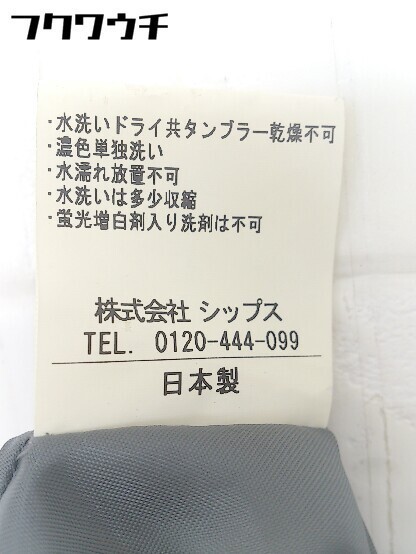 フクワウチ
・水洗いドライ共タンブラー乾燥不可
・濃色単独洗い
・水濡れ放置不可
・水洗いは多少収縮
・蛍光増白剤入り洗剤は不可
株式会社 シップス
TEL. 0120-444-099
日本製